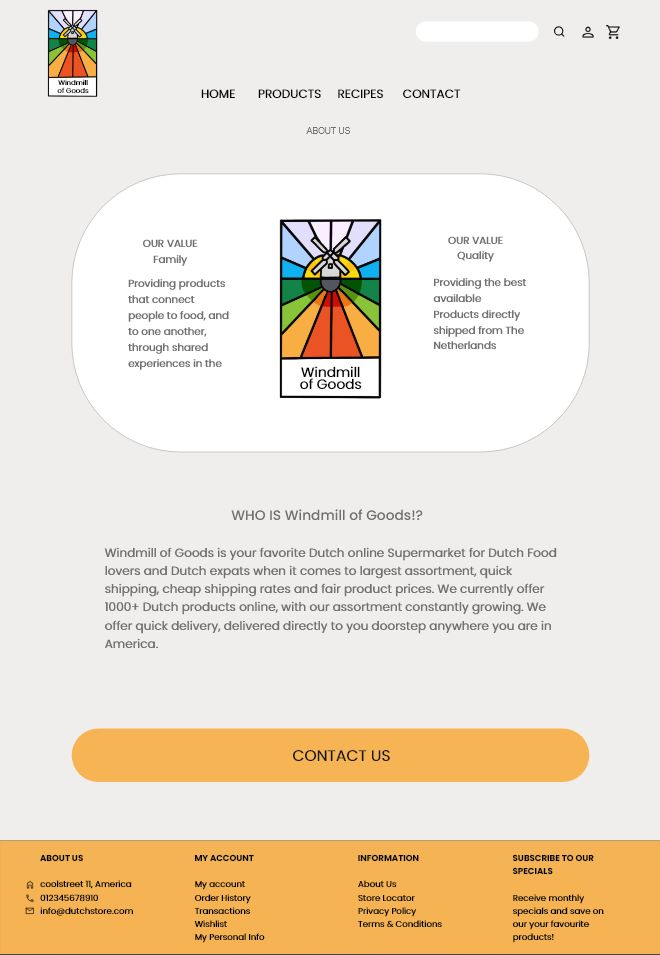 Windmill
of Goods
HOME PRODUCTS RECIPES CONTACT
ABOUT US
OUR VALUE
Family
Providing products
that connect
people to food, and
to one another,
through shared
experiences in the
Windmill
of Goods
OUR VALUE
Quality
Providing the best
available
Products directly
shipped from The
Netherlands
WHO IS Windmill of Goods!?
Windmill of Goods is your favorite Dutch online Supermarket for Dutch Food
lovers and Dutch expats when it comes to largest assortment, quick
shipping, cheap shipping rates and fair product prices. We currently offer
1000+ Dutch products online, with our assortment constantly growing. We
offer quick delivery, delivered directly to you doorstep anywhere you are in
America.
CONTACT US
ABOUT US
coolstreet 11, America
012345678910
info@dutchstore.com
MY ACCOUNT
My account
Order History
Transactions
Wishlist
My Personal Info
INFORMATION
About Us
Store Locator
Privacy Policy
Terms & Conditions
SUBSCRIBE TO OUR
SPECIALS
Receive monthly
specials and save on
our your favourite
products!